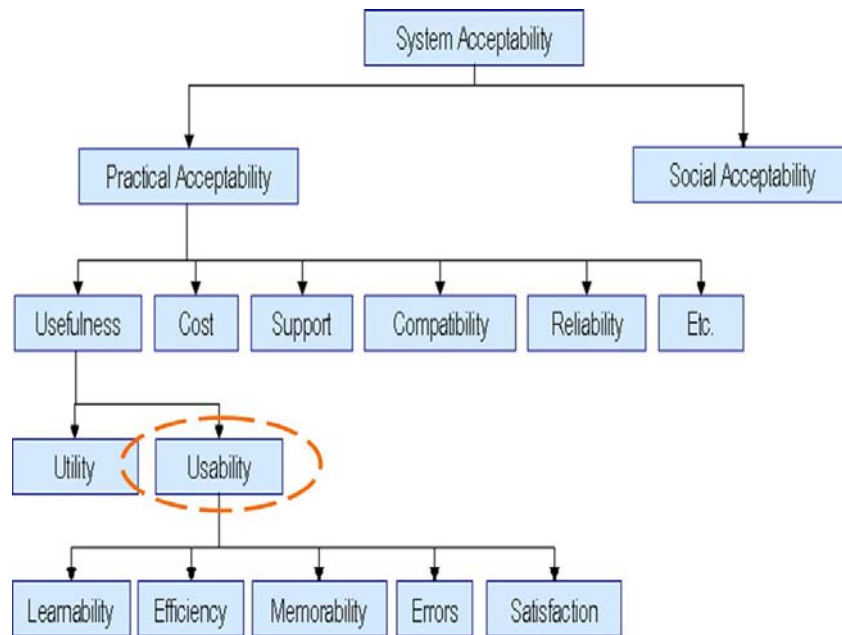 System Acceptability
Practical Acceptability
Social Acceptability
Usefulness
Cost
Support
Compatibility
Reliability
Etc.
Utility
Usability
Learnability
Efficiency
Memorability
Errors
Satisfaction